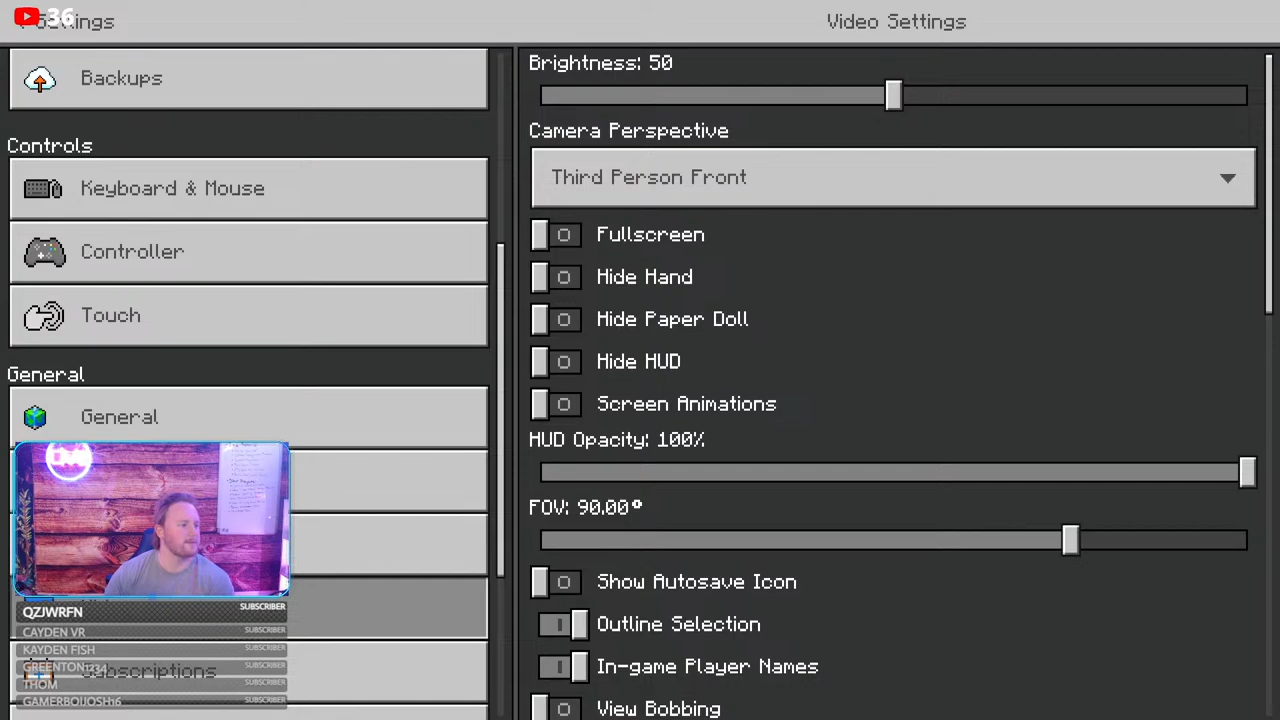 36
Settings
Video Settings
Backups
Controls
Keyboard & Mouse
Controller
Touch
General
General
Subscriptions
QZJWRFN SUBSCRIBER
CAYDEN VR SUBSCRIBER
KAYDEN FISH SUBSCRIBER
GREENTON1334 SUBSCRIBER
THOM SUBSCRIBER
GAMERBOIJOSH16 SUBSCRIBER
Brightness: 50
Camera Perspective
Third Person Front
Fullscreen
Hide Hand
Hide Paper Doll
Hide HUD
Screen Animations
HUD Opacity: 100%
FOV: 90.00°
Show Autosave Icon
Outline Selection
In-game Player Names
View Bobbing